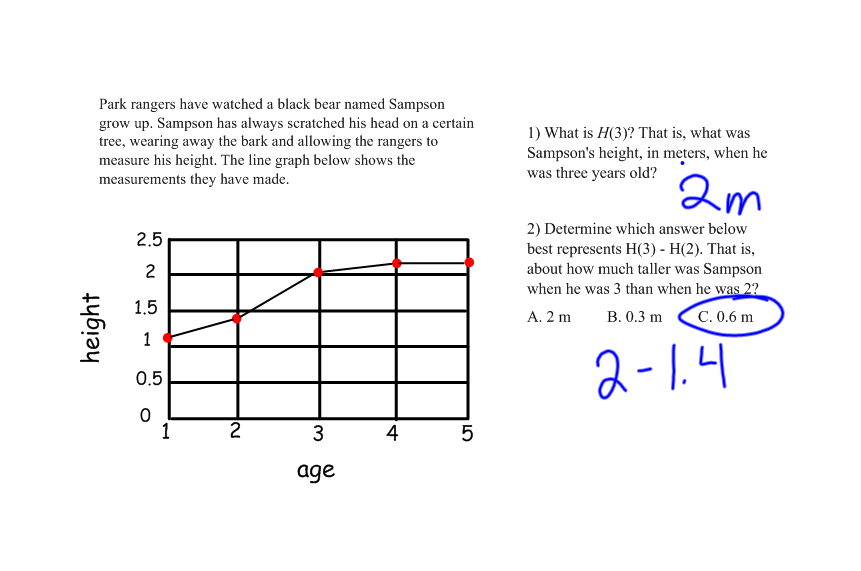 Park rangers have watched a black bear named Sampson
grow up. Sampson has always scratched his head on a certain
tree, wearing away the bark and allowing the rangers to
measure his height. The line graph below shows the
measurements they have made.
2.5
2
1.5
1
0.5
0
height
1 2 3 4 5
age
1) What is H(3)? That is, what was
Sampson's height, in meters, when he
was three years old?
2m
2) Determine which answer below
best represents H(3) - H(2). That is,
about how much taller was Sampson
when he was 3 than when he was 2?
A. 2 m B. 0.3 m C. 0.6 m
2 - 1.4